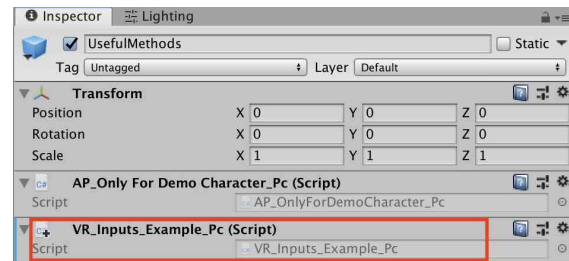 Inspector Lighting
UsefulMethods Static
Tag Untagged Layer Default
Transform
Position X 0 Y 0 Z 0
Rotation X 0 Y 0 Z 0
Scale X 1 Y 1 Z 1
C# AP_Only For Demo Character_Pc (Script)
Script AP_OnlyForDemoCharacter_Pc
C# VR_Inputs_Example_Pc (Script)
Script VR_Inputs_Example_Pc